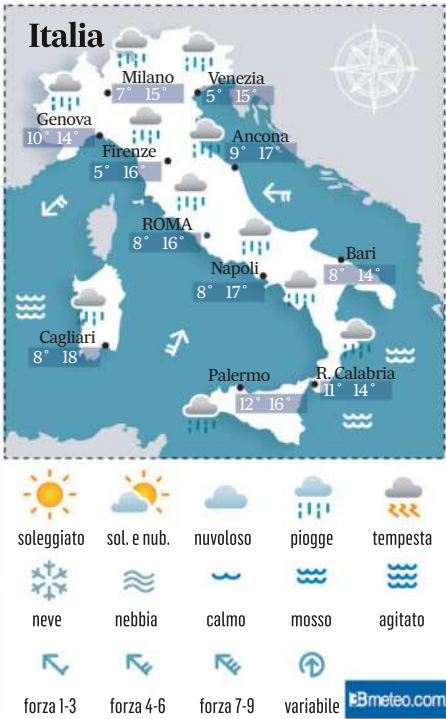 Italia
Milano
7° 15°
Venezia
5° 15°
Genova
10° 14°
Ancona
9° 17°
Firenze
5° 16°
ROMA
8° 16°
Bari
8° 14°
Napoli
8° 17°
Cagliari
8° 18°
Palermo
12° 16°
R. Calabria
11° 14°
soleggiato sol. e nub. nuvoloso piogge tempesta
neve nebbia calmo mosso agitato
forza 1-3 forza 4-6 forza 7-9 variabile
3Bmeteo.com